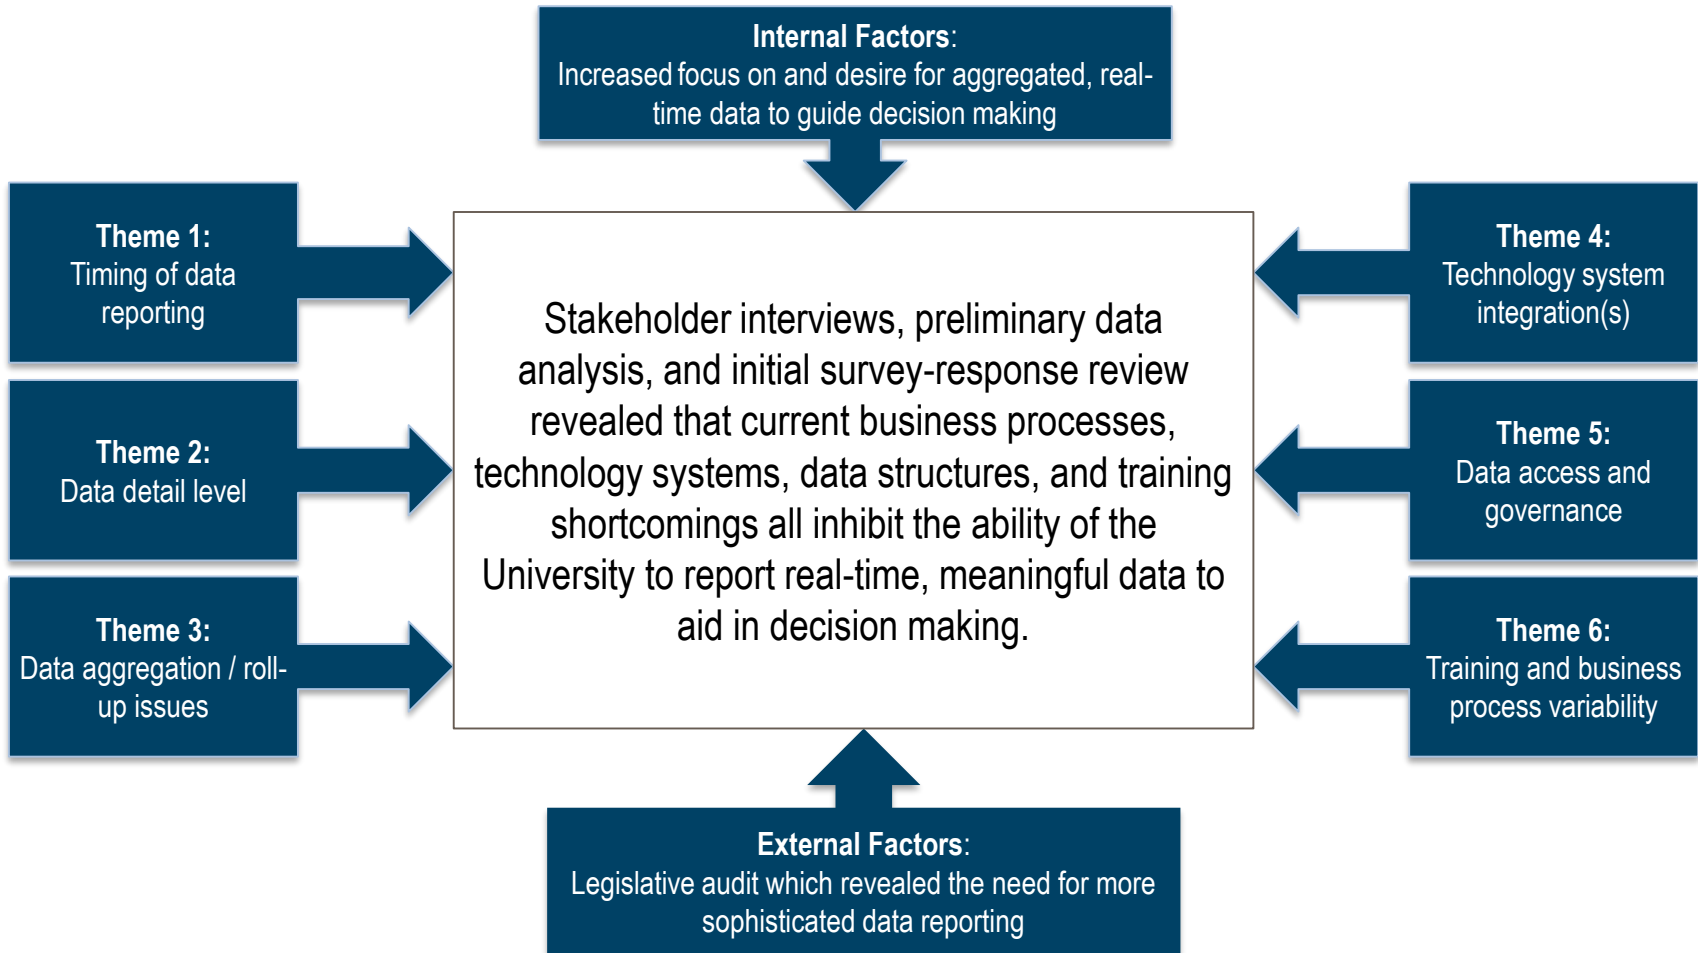 Internal Factors:
Increased focus on and desire for aggregated, real-
time data to guide decision making
Theme 1:
Timing of data
reporting
Theme 2:
Data detail level
Theme 3:
Data aggregation / roll-
up issues
Stakeholder interviews, preliminary data
analysis, and initial survey-response review
revealed that current business processes,
technology systems, data structures, and training
shortcomings all inhibit the ability of the
University to report real-time, meaningful data to
aid in decision making.
Theme 4:
Technology system
integration(s)
Theme 5:
Data access and
governance
Theme 6:
Training and business
process variability
External Factors:
Legislative audit which revealed the need for more
sophisticated data reporting